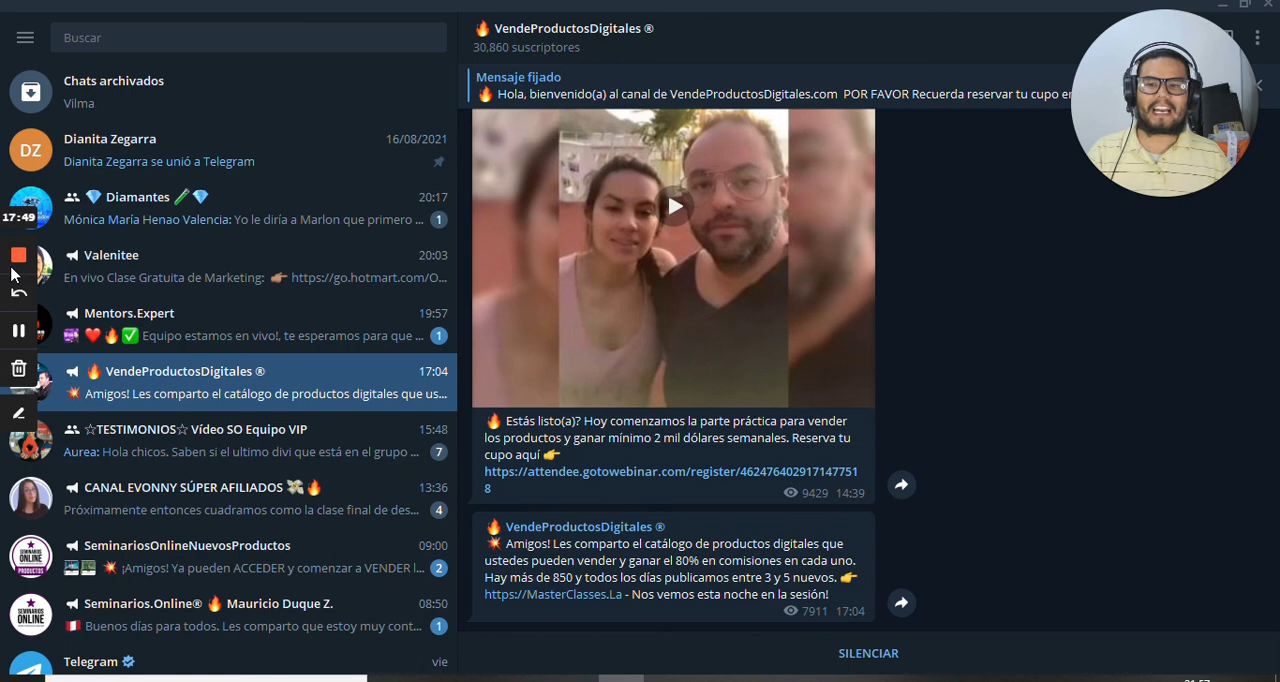 Buscar
Chats archivados
Vilma
DZ
Dianita Zegarra
16/08/2021
Dianita Zegarra se unió a Telegram
💎 Diamantes 🧪💎
20:17
Mónica María Henao Valencia: Yo le diría a Marlon que primero ...
1
17:49
Valenitee
20:03
En vivo Clase Gratuita de Marketing: 👉🏽 https://go.hotmart.com/O...
Mentors.Expert
19:57
❤️🔥✅ Equipo estamos en vivo!, te esperamos para que ...
1
🔥 VendeProductosDigitales ®
17:04
💥 Amigos! Les comparto el catálogo de productos digitales que us...
☆TESTIMONIOS☆ Vídeo SO Equipo VIP
15:48
Aurea: Hola chicos. Saben si el ultimo divi que está en el grupo ...
7
CANAL EVONNY SÚPER AFILIADOS 💸🔥
13:36
Próximamente entonces cuadramos como la clase final de des...
4
SEMINARIOS
ONLINE
PRODUCTOS
SeminariosOnlineNuevosProductos
09:00
💥 ¡Amigos! Ya pueden ACCEDER y comenzar a VENDER l...
2
SEMINARIOS
ONLINE
Seminarios.Online® 🔥 Mauricio Duque Z.
08:50
🇵🇪 Buenos días para todos. Les comparto que estoy muy cont...
1
Telegram
vie
🔥 VendeProductosDigitales ®
30,860 suscriptores
Mensaje fijado
🔥 Hola, bienvenido(a) al canal de VendeProductosDigitales.com POR FAVOR Recuerda reservar tu cupo en
🔥 Estás listo(a)? Hoy comenzamos la parte práctica para vender
los productos y ganar mínimo 2 mil dólares semanales. Reserva tu
cupo aquí 👉
https://attendee.gotowebinar.com/register/462476402917147751
8
9429 14:39
🔥 VendeProductosDigitales ®
💥 Amigos! Les comparto el catálogo de productos digitales que
ustedes pueden vender y ganar el 80% en comisiones en cada uno.
Hay más de 850 y todos los días publicamos entre 3 y 5 nuevos. 👉
https://MasterClasses.La - Nos vemos esta noche en la sesión!
7911 17:04
SILENCIAR